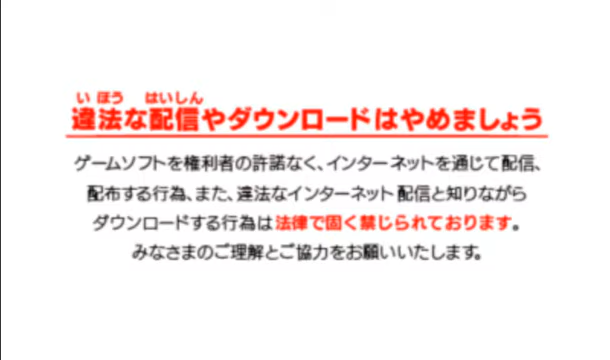 い ほう はいしん
違法な配信やダウンロードはやめましょう
ゲームソフトを権利者の許諾なく、インターネットを通じて配信、
配布する行為、また、違法なインターネット配信と知りながら
ダウンロードする行為は法律で固く禁じられております。
みなさまのご理解とご協力をお願いいたします。